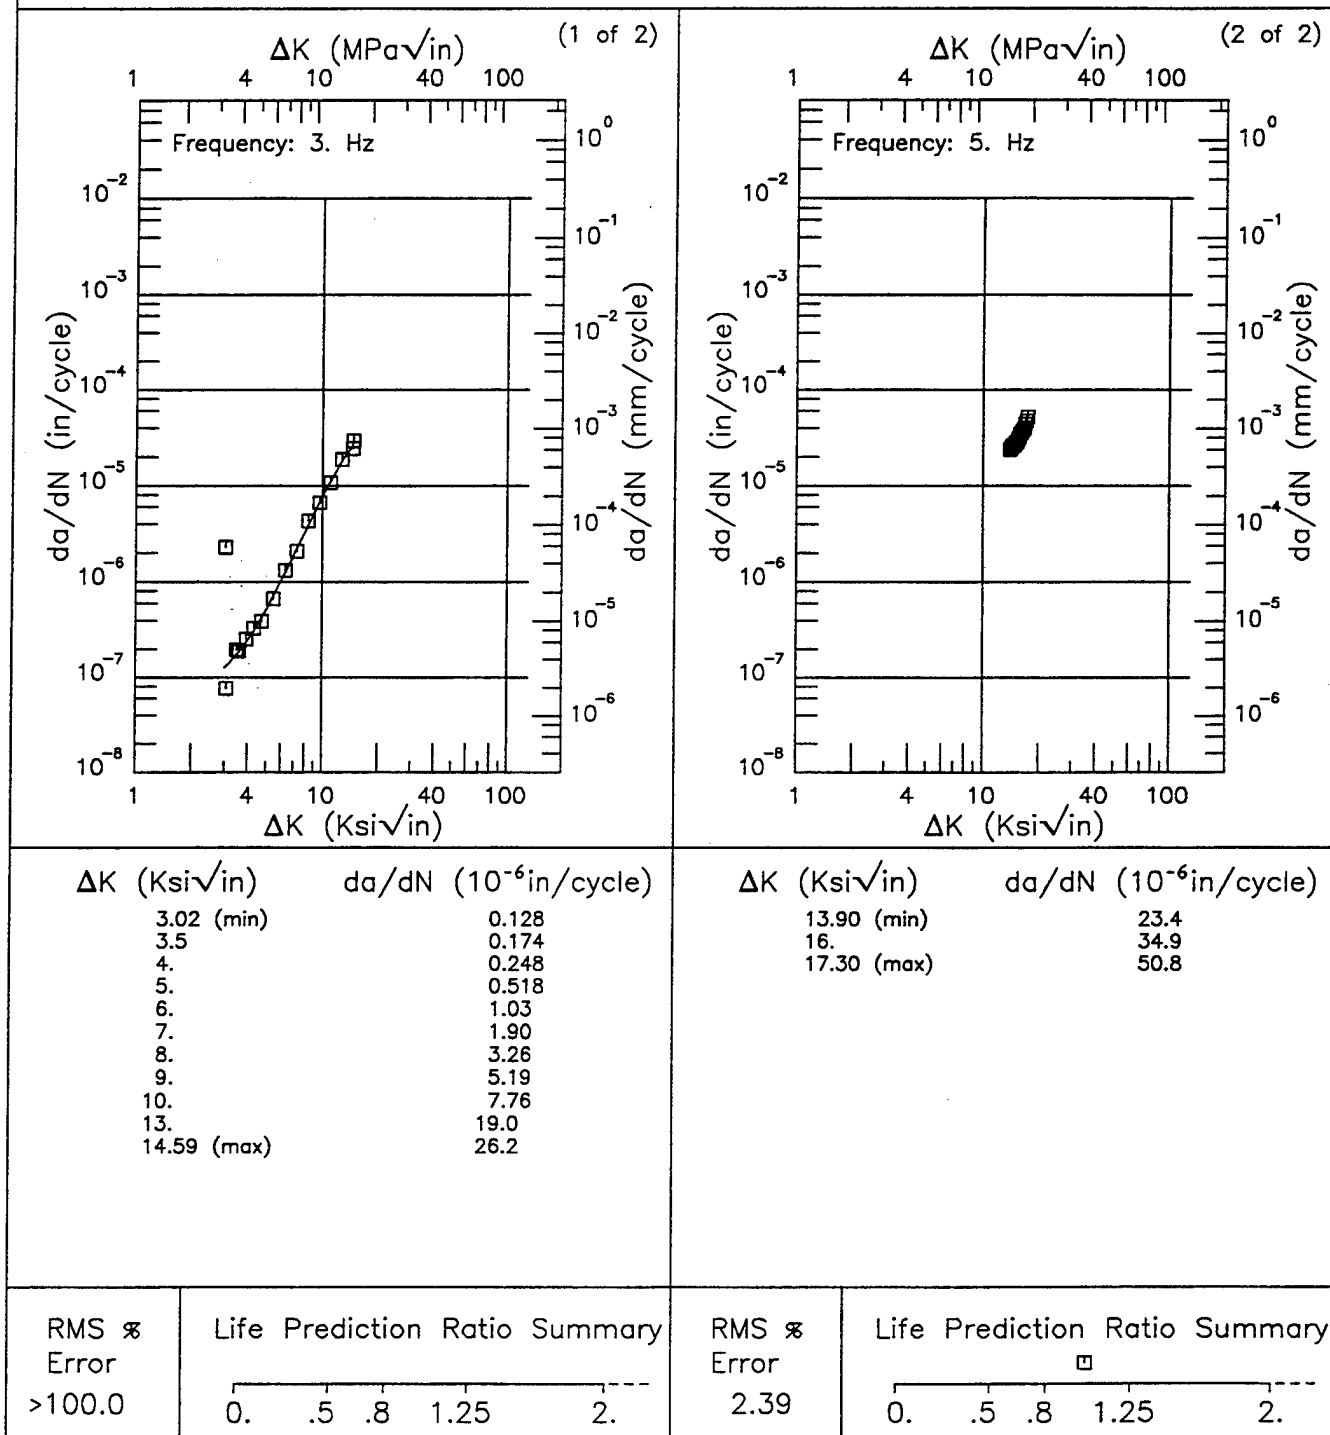 (1 of 2)
ΔK (MPa√in)
1 4 10 40 100
Frequency: 3. Hz
10⁰
10⁻²
10⁻¹
10⁻³
10⁻²
10⁻⁴
10⁻³
10⁻⁵
10⁻⁴
10⁻⁶
10⁻⁵
10⁻⁷
10⁻⁶
10⁻⁸
da/dN (in/cycle)
da/dN (mm/cycle)
1 4 10 40 100
ΔK (Ksi√in)
(2 of 2)
ΔK (MPa√in)
1 4 10 40 100
Frequency: 5. Hz
10⁰
10⁻²
10⁻¹
10⁻³
10⁻²
10⁻⁴
10⁻³
10⁻⁵
10⁻⁴
10⁻⁶
10⁻⁵
10⁻⁷
10⁻⁶
10⁻⁸
da/dN (in/cycle)
da/dN (mm/cycle)
1 4 10 40 100
ΔK (Ksi√in)
ΔK (Ksi√in) da/dN (10⁻⁶in/cycle)
3.02 (min) 0.128
3.5 0.174
4. 0.248
5. 0.518
6. 1.03
7. 1.90
8. 3.26
9. 5.19
10. 7.76
13. 19.0
14.59 (max) 26.2
ΔK (Ksi√in) da/dN (10⁻⁶in/cycle)
13.90 (min) 23.4
16. 34.9
17.30 (max) 50.8
RMS %
Error
>100.0
Life Prediction Ratio Summary
0. .5 .8 1.25 2.
RMS %
Error
2.39
Life Prediction Ratio Summary
0. .5 .8 1.25 2.